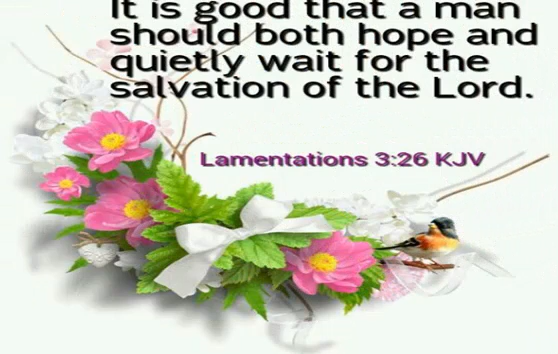 It is good that a man
should both hope and
quietly wait for the
salvation of the Lord.
Lamentations 3:26 KJV